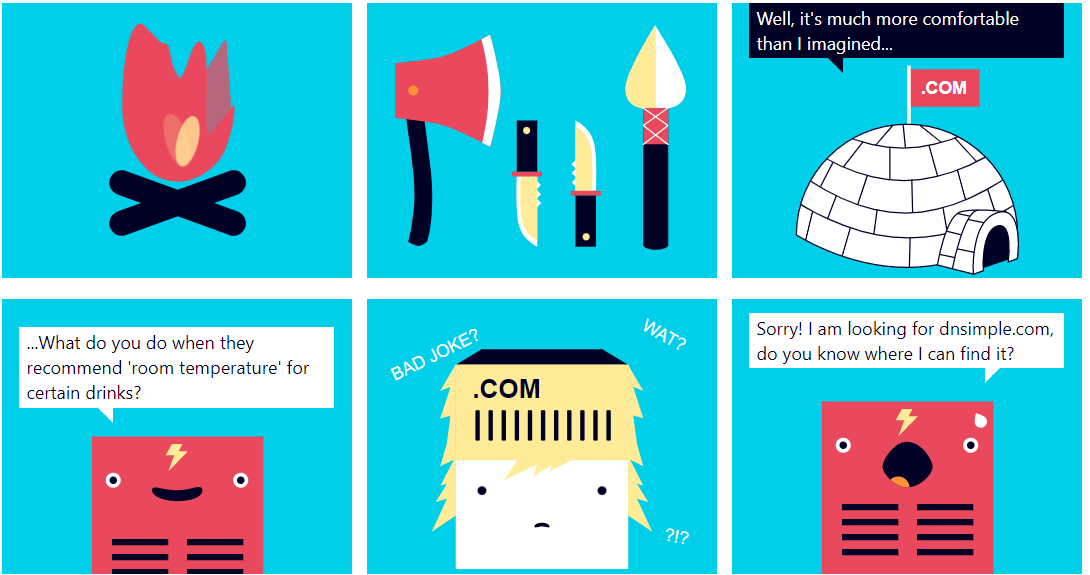 Well, it's much more comfortable
than I imagined...
.COM
...What do you do when they
recommend 'room temperature' for
certain drinks?
BAD JOKE?
WAT?
.COM
?!?
Sorry! I am looking for dnsimple.com,
do you know where I can find it?